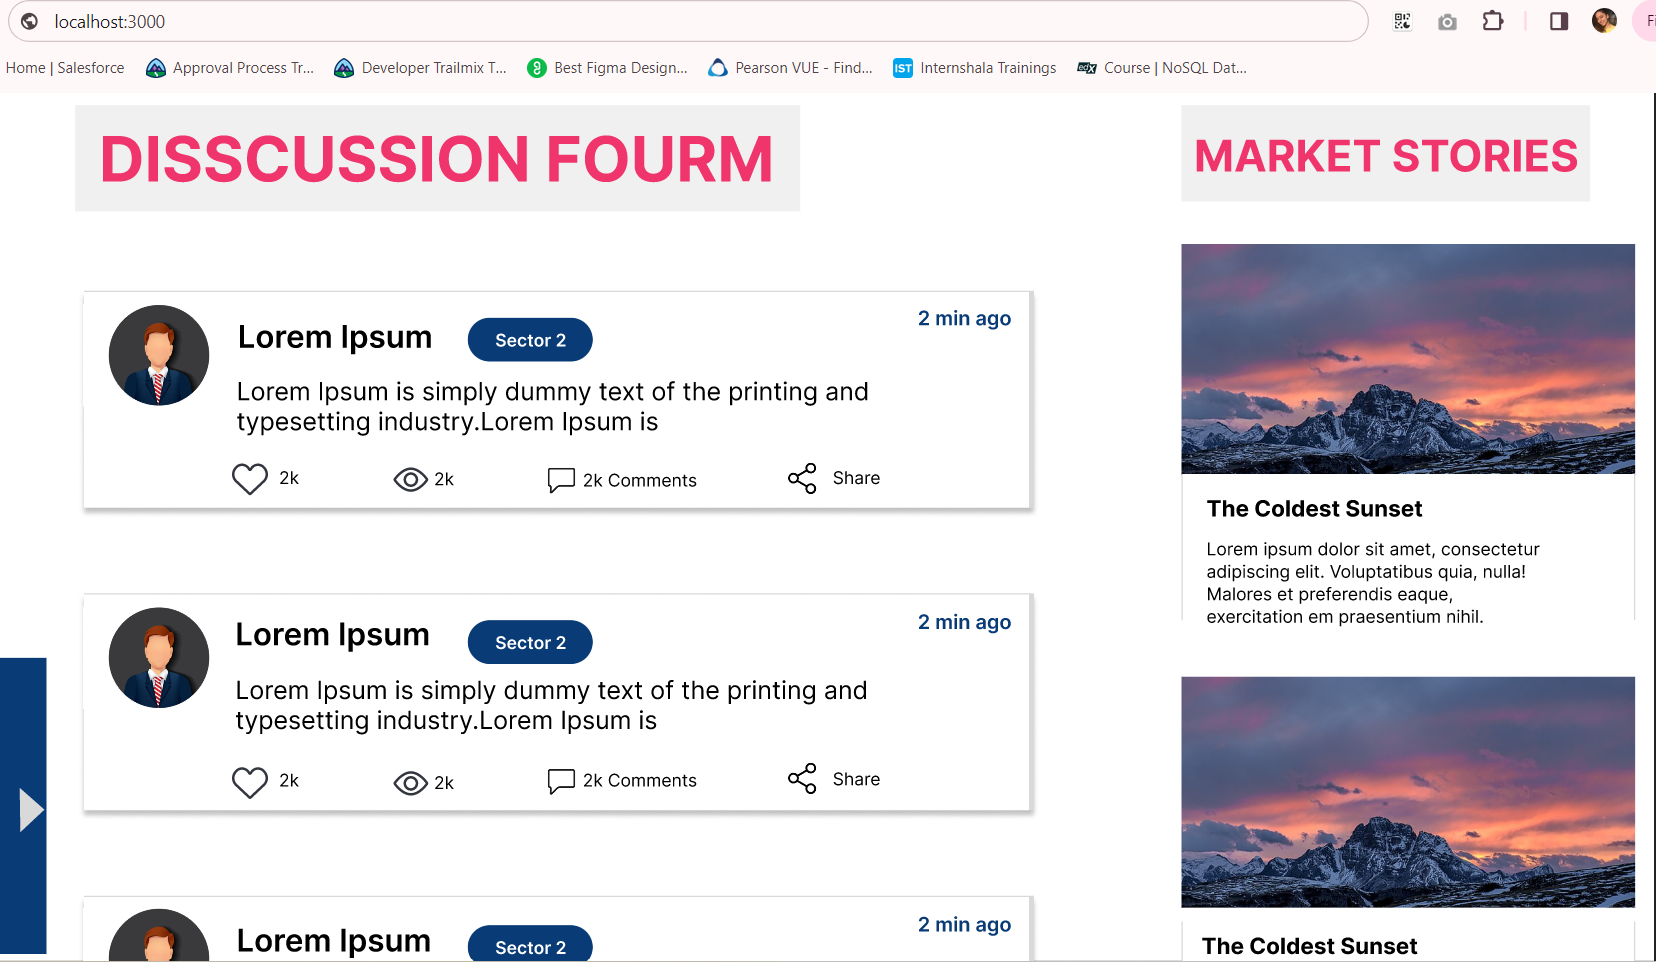 localhost:3000
Fi
Home | Salesforce
Approval Process Tr...
Developer Trailmix T...
Best Figma Design...
Pearson VUE - Find...
IST
Internshala Trainings
edX
Course | NoSQL Dat...
DISSCUSSION FOURM
MARKET STORIES
Lorem Ipsum
Sector 2
2 min ago
Lorem Ipsum is simply dummy text of the printing and
typesetting industry.Lorem Ipsum is
2k
2k
2k Comments
Share
The Coldest Sunset
Lorem ipsum dolor sit amet, consectetur
adipiscing elit. Voluptatibus quia, nulla!
Malores et preferendis eaque,
exercitation em praesentium nihil.
Lorem Ipsum
Sector 2
2 min ago
Lorem Ipsum is simply dummy text of the printing and
typesetting industry.Lorem Ipsum is
2k
2k
2k Comments
Share
Lorem Ipsum
Sector 2
2 min ago
The Coldest Sunset